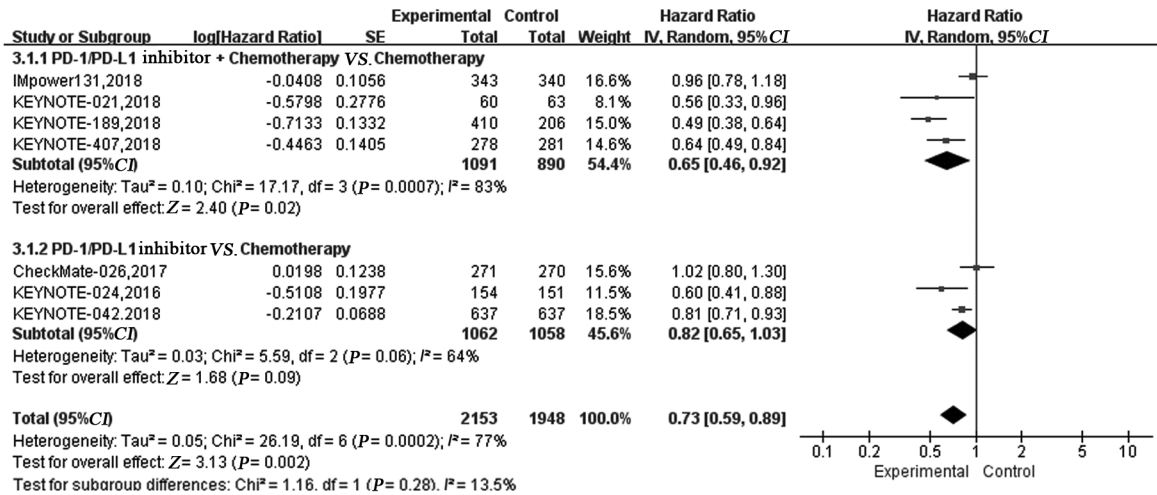 Experimental Control Hazard Ratio Hazard Ratio
Study or Subgroup log[Hazard Ratio] SE Total Total Weight IV, Random, 95%CI IV, Random, 95%CI
3.1.1 PD-1/PD-L1 inhibitor + Chemotherapy VS. Chemotherapy
IMpower131,2018 -0.0408 0.1056 343 340 16.6% 0.96 [0.78, 1.18]
KEYNOTE-021,2018 -0.5798 0.2776 60 63 8.1% 0.56 [0.33, 0.96]
KEYNOTE-189,2018 -0.7133 0.1332 410 206 15.0% 0.49 [0.38, 0.64]
KEYNOTE-407,2018 -0.4463 0.1405 278 281 14.6% 0.64 [0.49, 0.84]
Subtotal (95%CI) 1091 890 54.4% 0.65 [0.46, 0.92]
Heterogeneity: Tau² = 0.10; Chi² = 17.17, df = 3 (P= 0.0007); I²= 83%
Test for overall effect: Z = 2.40 (P= 0.02)
3.1.2 PD-1/PD-L1 inhibitor VS. Chemotherapy
CheckMate-026,2017 0.0198 0.1238 271 270 15.6% 1.02 [0.80, 1.30]
KEYNOTE-024,2016 -0.5108 0.1977 154 151 11.5% 0.60 [0.41, 0.88]
KEYNOTE-042.2018 -0.2107 0.0688 637 637 18.5% 0.81 [0.71, 0.93]
Subtotal (95%CI) 1062 1058 45.6% 0.82 [0.65, 1.03]
Heterogeneity: Tau² = 0.03; Chi² = 5.59, df = 2 (P= 0.06); I²= 64%
Test for overall effect: Z = 1.68 (P= 0.09)
Total (95%CI) 2153 1948 100.0% 0.73 [0.59, 0.89]
Heterogeneity: Tau² = 0.05; Chi² = 26.19, df = 6 (P= 0.0002); I²= 77%
Test for overall effect: Z= 3.13 (P= 0.002)
Test for subgroup differences: Chi² = 1.16, df = 1 (P= 0.28), I²= 13.5%
0.1 0.2 0.5 1 2 5 10
Experimental Control